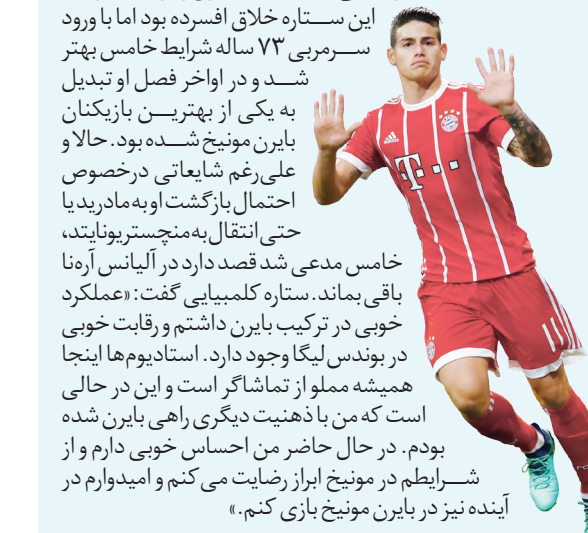 این ستاره خلاق افسرده بود اما با ورود
سرمربی ۷۳ ساله شرایط خامس بهتر
شد و در اواخر فصل او تبدیل
به یکی از بهترین بازیکنان
بایرن مونیخ شده بود. حالا و
علی‌رغم شایعاتی درخصوص
احتمال بازگشت او به مادرید یا
حتی انتقال به منچستریونایتد،
خامس مدعی شد قصد دارد در آلیانس آره‌نا
باقی بماند. ستاره کلمبیایی گفت: «عملکرد
خوبی در ترکیب بایرن داشتم و رقابت خوبی
در بوندس‌لیگا وجود دارد. استادیوم‌ها اینجا
همیشه مملو از تماشاگر است و این در حالی
است که من با ذهنیت دیگری راهی بایرن شده
بودم. در حال حاضر من احساس خوبی دارم و از
شرایطم در مونیخ ابراز رضایت می‌کنم و امیدوارم در
آینده نیز در بایرن مونیخ بازی کنم.»